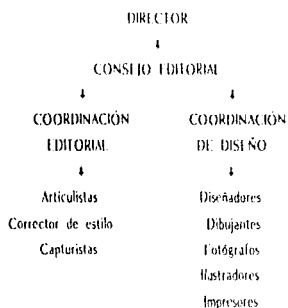 DIRECTOR
CONSEJO EDITORIAL
COORDINACIÓN
EDITORIAL
Articulistas
Corrector de estilo
Capturistas
COORDINACIÓN
DE DISEÑO
Diseñadores
Dibujantes
Fotógrafos
Ilustradores
Impresores